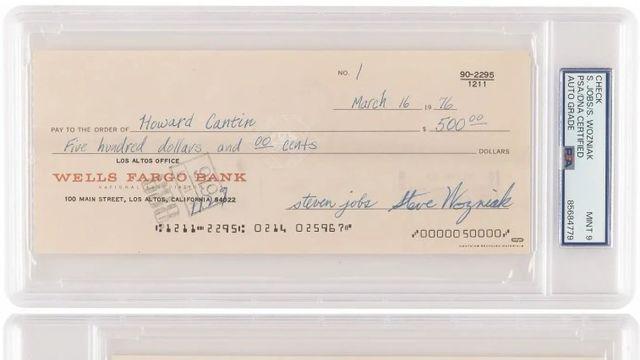 NO. 1
90-2295
1211
March 16 1976
PAY TO THE ORDER OF Howard Cantin $ 500 00
Five hundred dollars and 00 cents DOLLARS
LOS ALTOS OFFICE
WELLS FARGO BANK
100 MAIN STREET, LOS ALTOS, CALIFORNIA 94022
steven jobs Steve Wozniak
⑆1211⑉2295⑆ 0214 025967⑈ ⑈0000050000⑈
CHECK
S. JOBS/S. WOZNIAK
PSA/DNA CERTIFIED
AUTO GRADE
PSA
MINT 9
85684779